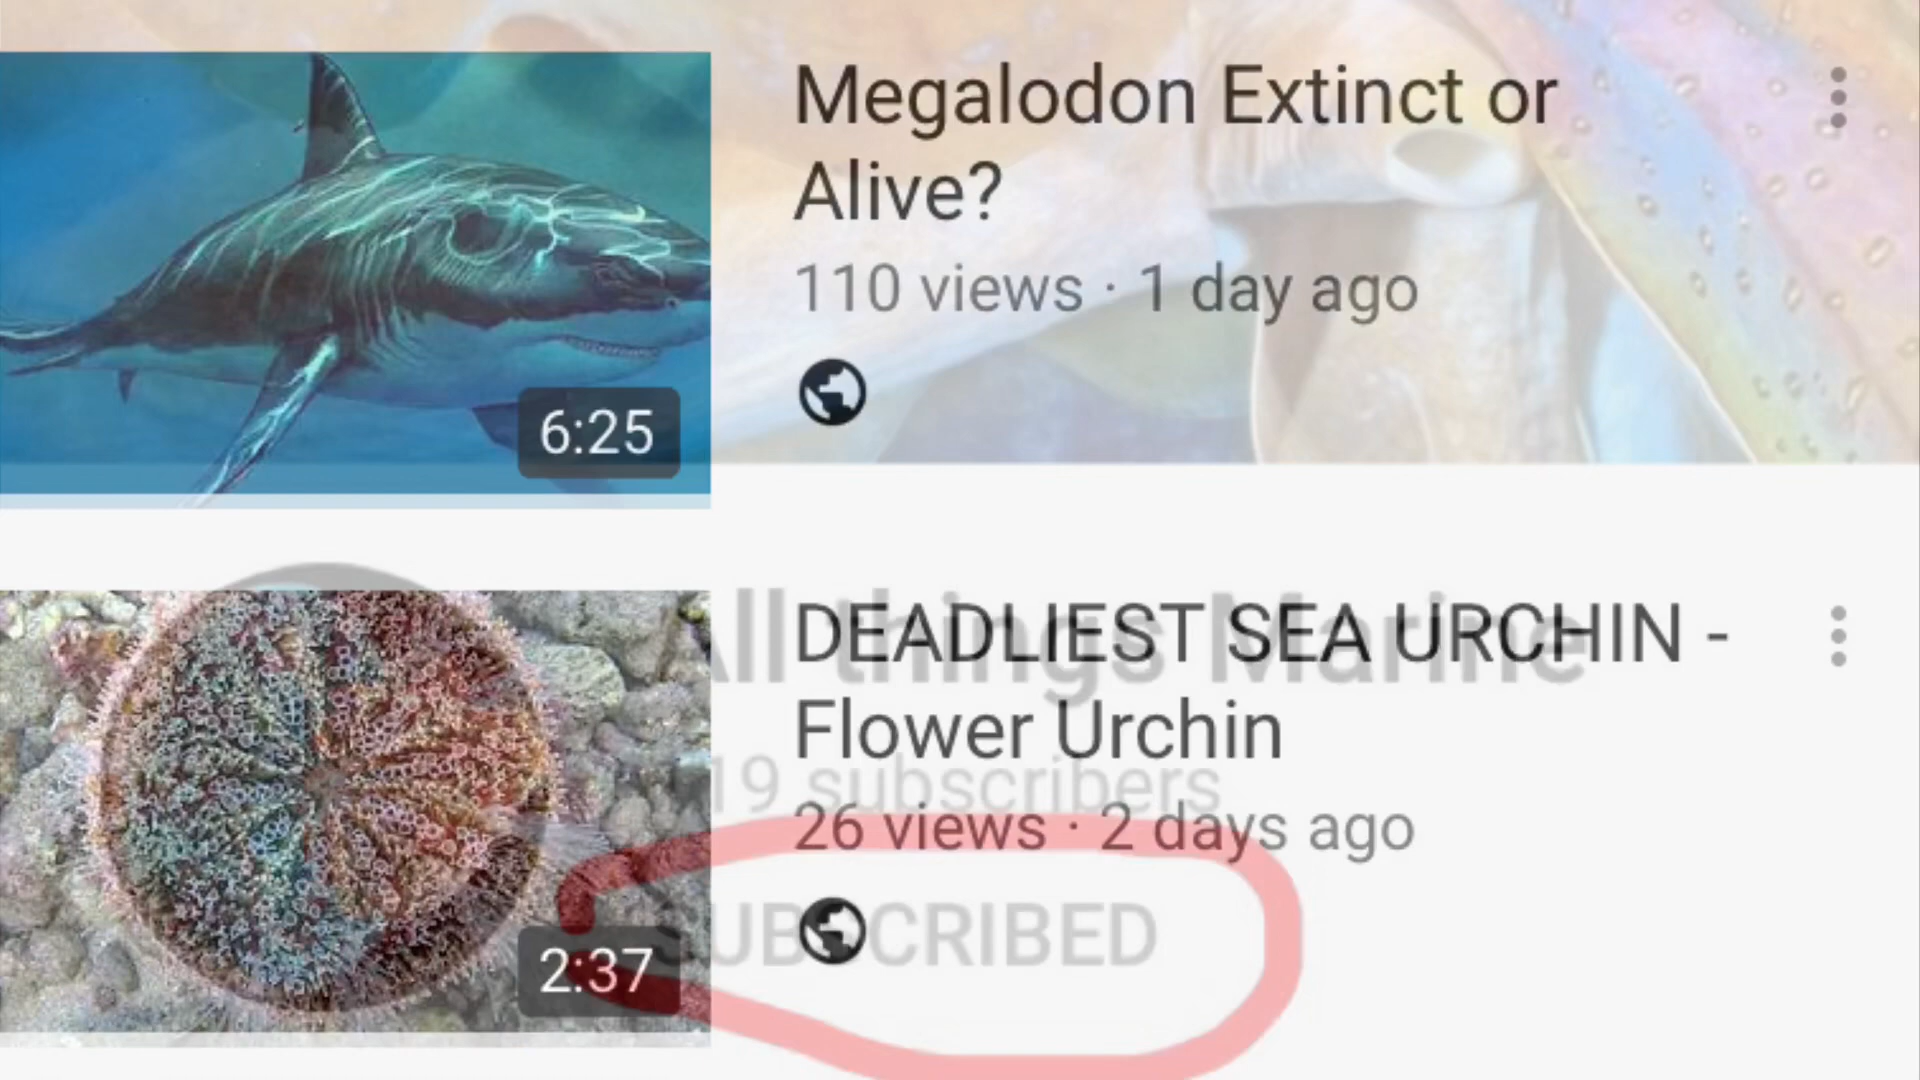 Megalodon Extinct or
Alive?
110 views · 1 day ago
6:25
DEADLIEST SEA URCHIN -
Flower Urchin
26 views · 2 days ago
2:37
All things Marine
19 subscribers
SUBSCRIBED